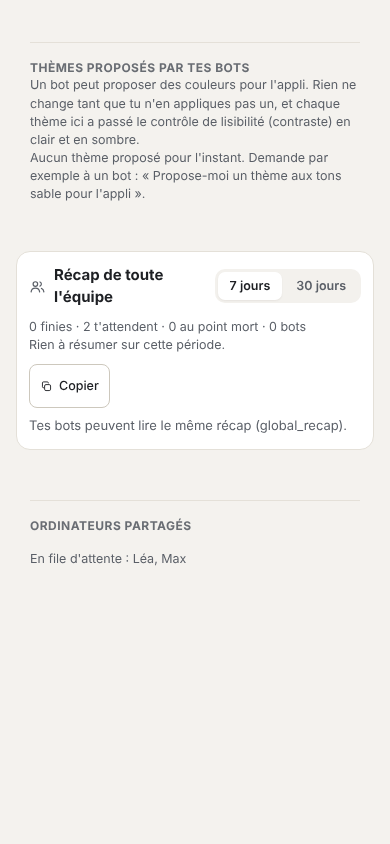 THÈMES PROPOSÉS PAR TES BOTS
Un bot peut proposer des couleurs pour l'appli. Rien ne
change tant que tu n'en appliques pas un, et chaque
thème ici a passé le contrôle de lisibilité (contraste) en
clair et en sombre.
Aucun thème proposé pour l'instant. Demande par
exemple à un bot : « Propose-moi un thème aux tons
sable pour l'appli ».
Récap de toute
l'équipe
7 jours
30 jours
0 finies · 2 t'attendent · 0 au point mort · 0 bots
Rien à résumer sur cette période.
Copier
Tes bots peuvent lire le même récap (global_recap).
ORDINATEURS PARTAGÉS
En file d'attente : Léa, Max